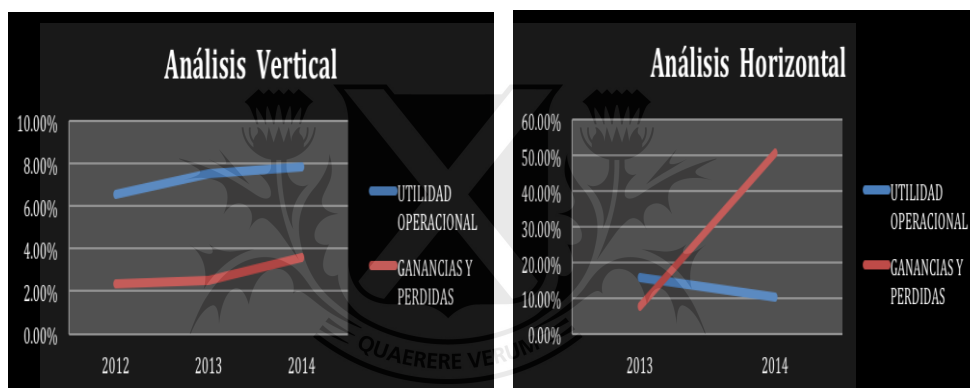 Análisis Vertical
10.00%
8.00%
6.00%
4.00%
2.00%
0.00%
2012 2013 2014
UTILIDAD
OPERACIONAL
GANANCIAS Y
PERDIDAS
Análisis Horizontal
60.00%
50.00%
40.00%
30.00%
20.00%
10.00%
0.00%
2013 2014
UTILIDAD
OPERACIONAL
GANANCIAS Y
PERDIDAS
QUAERERE VERUM